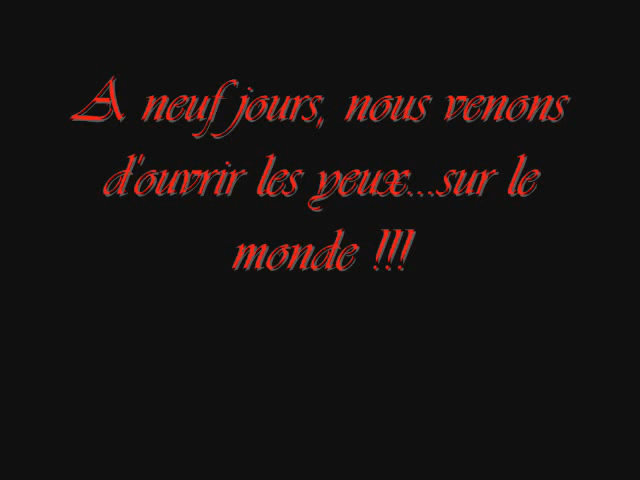 A neuf jours, nous venons
d'ouvrir les yeux...sur le
monde !!!